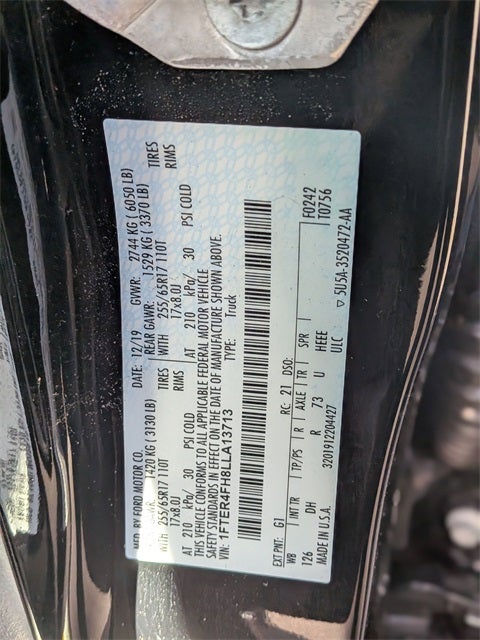 MFD. BY FORD MOTOR CO.
DATE: 12/19 GVWR: 2744 KG ( 6050 LB)
FRONT GAWR: 1420 KG ( 3130 LB) REAR GAWR: 1529 KG ( 3370 LB)
WITH 255/65R17 110T TIRES WITH 255/65R17 110T TIRES
17x8.0J RIMS 17x8.0J RIMS
AT 210 kPa/ 30 PSI COLD AT 210 kPa/ 30 PSI COLD
THIS VEHICLE CONFORMS TO ALL APPLICABLE FEDERAL MOTOR VEHICLE
SAFETY STANDARDS IN EFFECT ON THE DATE OF MANUFACTURE SHOWN ABOVE.
VIN: 1FTER4FH8LLA13713 TYPE: Truck
F0242
T0756
EXT PNT: G1 RC: 21 DSO:
WB INT TR TP/PS R AXLE TR SPR
126 DH R 73 U HEEE
MADE IN U.S.A. 3201912204427 ULC
▽ 5U5A-3520472-AA